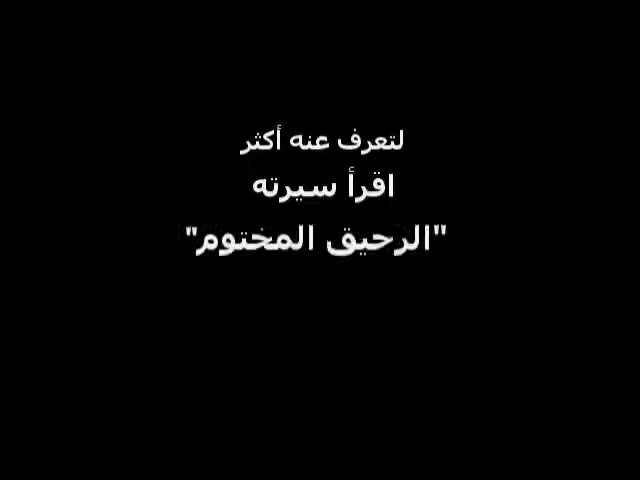 لتعرف عنه أكثر
اقرأ سيرته
"الرحيق المختوم"